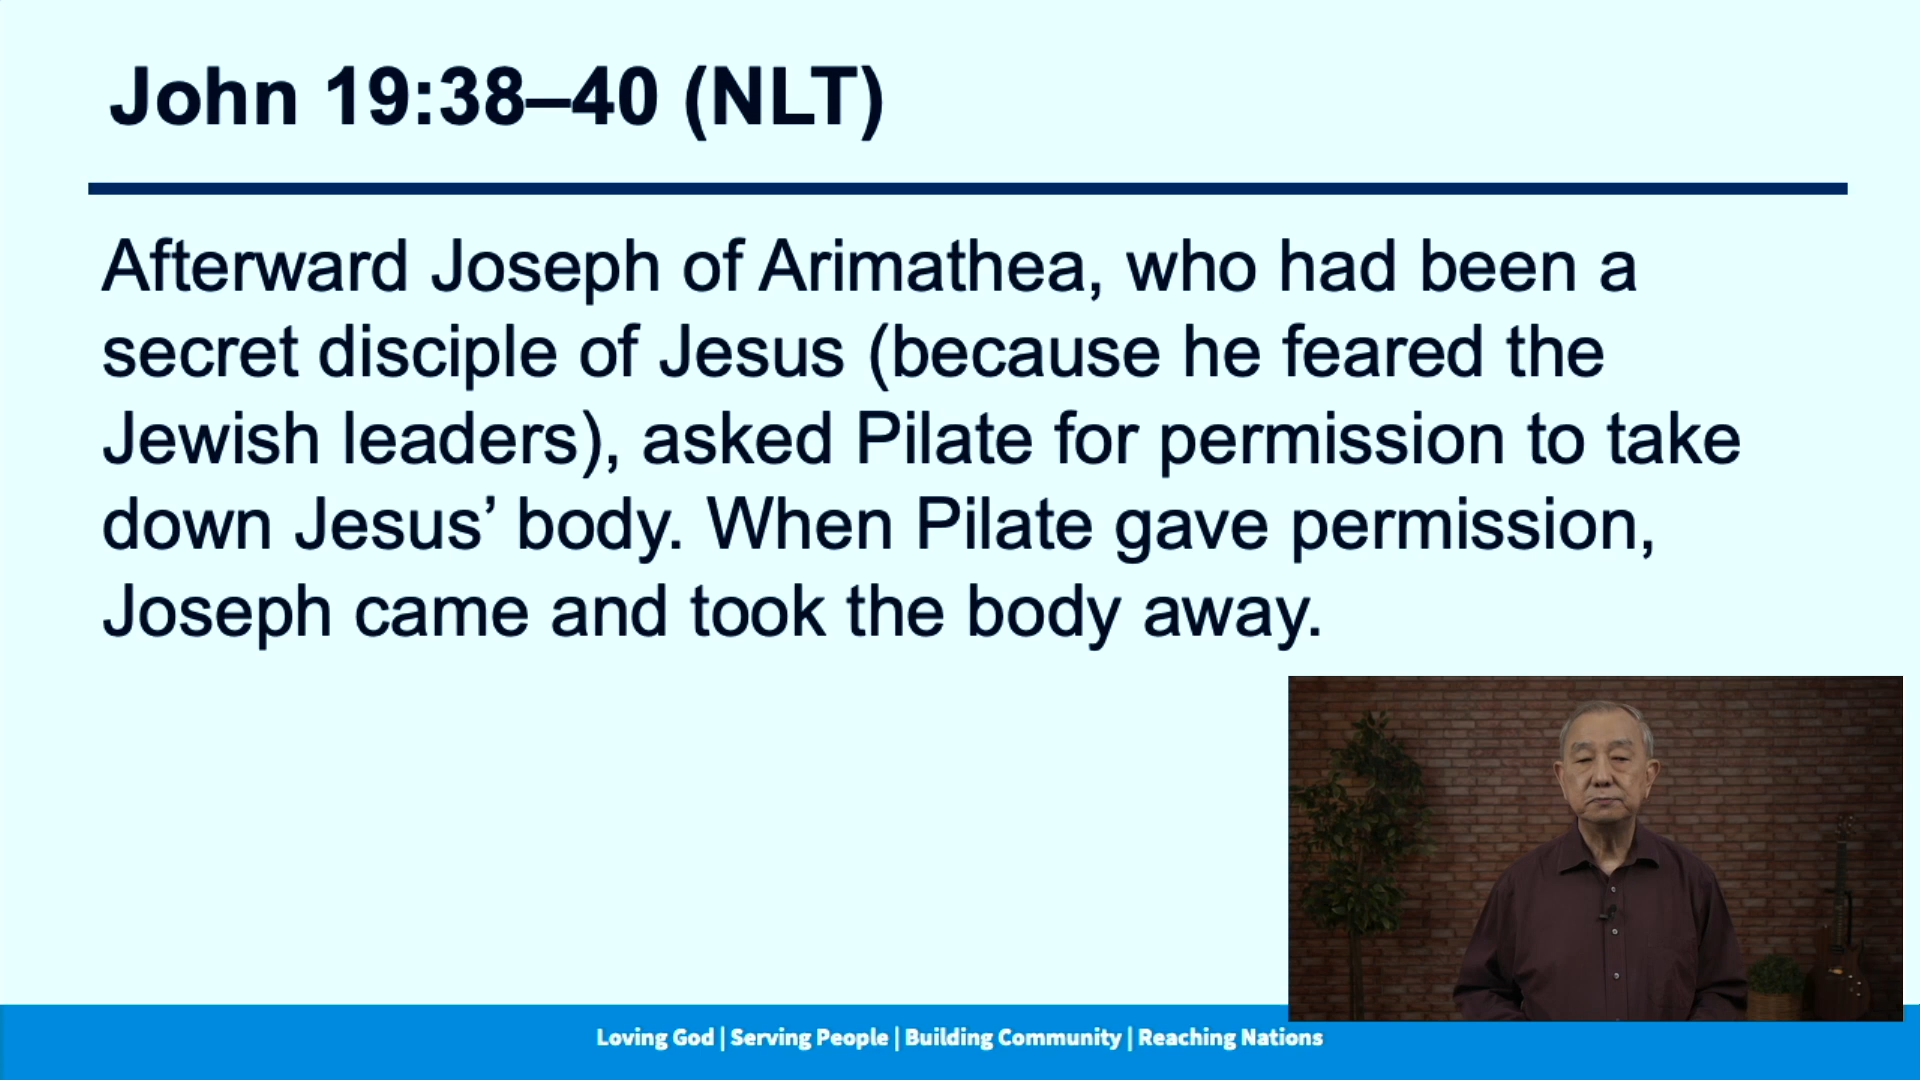 John 19:38–40 (NLT)
Afterward Joseph of Arimathea, who had been a
secret disciple of Jesus (because he feared the
Jewish leaders), asked Pilate for permission to take
down Jesus’ body. When Pilate gave permission,
Joseph came and took the body away.
Loving God | Serving People | Building Community | Reaching Nations